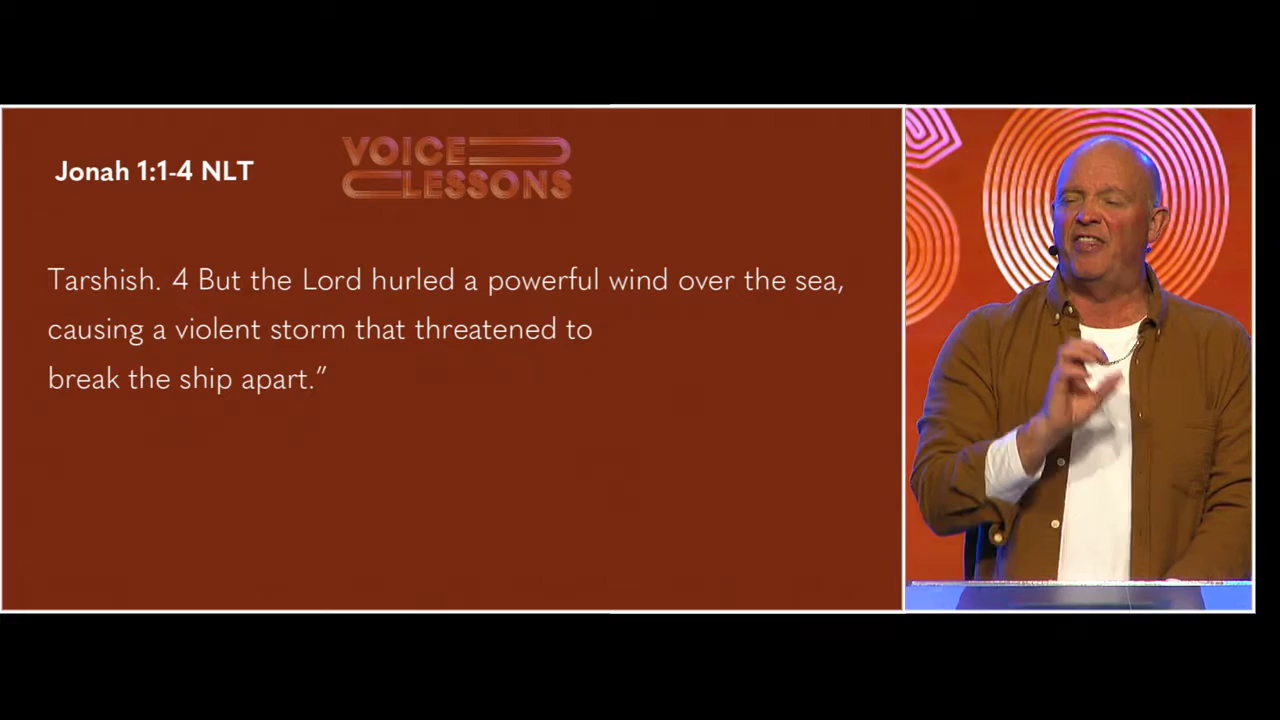 Jonah 1:1-4 NLT
VOICE
LESSONS
Tarshish. 4 But the Lord hurled a powerful wind over the sea,
causing a violent storm that threatened to
break the ship apart.”